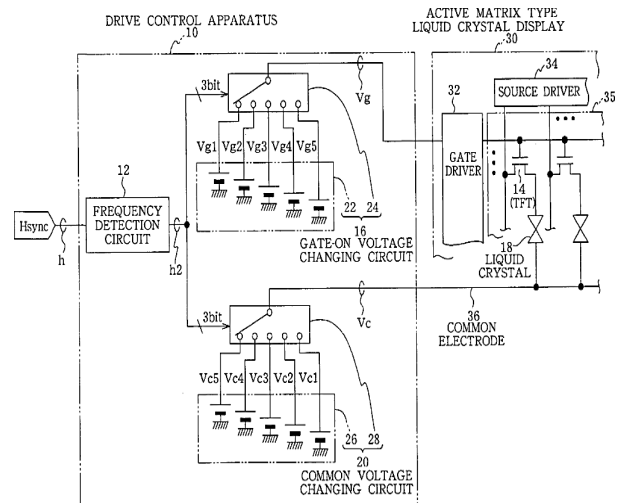 DRIVE CONTROL APPARATUS
10
ACTIVE MATRIX TYPE
LIQUID CRYSTAL DISPLAY
30
34
SOURCE DRIVER
35
32
GATE
DRIVER
14
(TFT)
18
LIQUID
CRYSTAL
36
COMMON
ELECTRODE
3bit
Vg
Vg1 Vg2 Vg3 Vg4 Vg5
22 24
16
GATE-ON VOLTAGE
CHANGING CIRCUIT
12
FREQUENCY
DETECTION
CIRCUIT
Hsync
h
h2
3bit
Vc
Vc5 Vc4 Vc3 Vc2 Vc1
26 28
20
COMMON VOLTAGE
CHANGING CIRCUIT